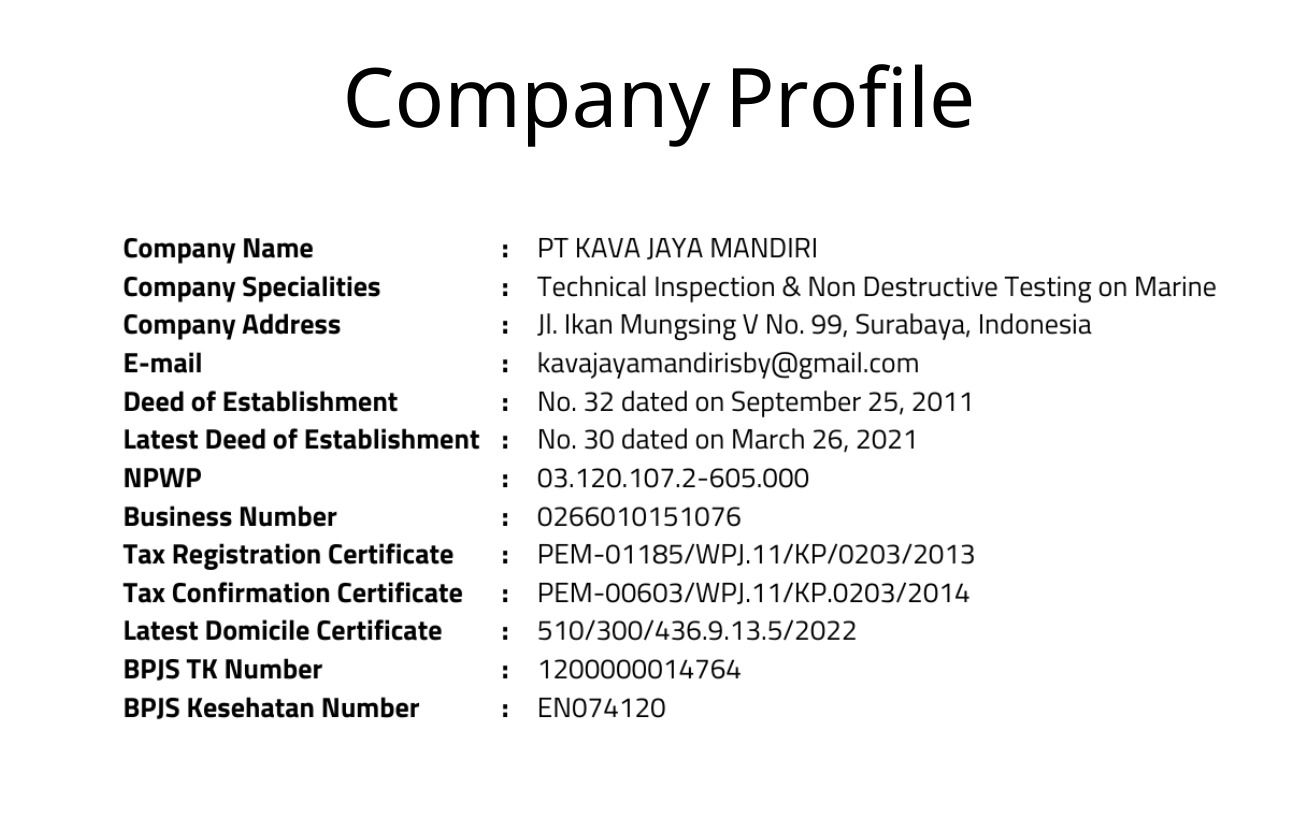 Company Profile
Company Name : PT KAVA JAYA MANDIRI
Company Specialities : Technical Inspection & Non Destructive Testing on Marine
Company Address : Jl. Ikan Mungsing V No. 99, Surabaya, Indonesia
E-mail : kavajayamandirisby@gmail.com
Deed of Establishment : No. 32 dated on September 25, 2011
Latest Deed of Establishment : No. 30 dated on March 26, 2021
NPWP : 03.120.107.2-605.000
Business Number : 0266010151076
Tax Registration Certificate : PEM-01185/WPJ.11/KP/0203/2013
Tax Confirmation Certificate : PEM-00603/WPJ.11/KP.0203/2014
Latest Domicile Certificate : 510/300/436.9.13.5/2022
BPJS TK Number : 1200000014764
BPJS Kesehatan Number : EN074120